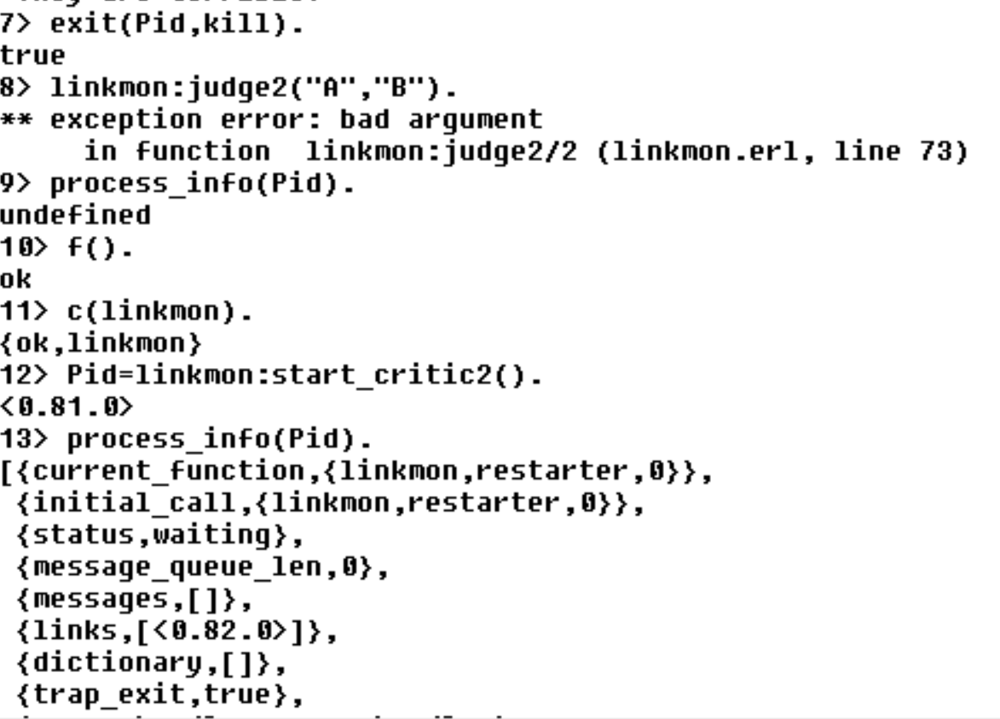 7> exit(Pid,kill).
true
8> linkmon:judge2("A","B").
** exception error: bad argument
     in function  linkmon:judge2/2 (linkmon.erl, line 73)
9> process_info(Pid).
undefined
10> f().
ok
11> c(linkmon).
{ok,linkmon}
12> Pid=linkmon:start_critic2().
<0.81.0>
13> process_info(Pid).
[{current_function,{linkmon,restarter,0}},
 {initial_call,{linkmon,restarter,0}},
 {status,waiting},
 {message_queue_len,0},
 {messages,[]},
 {links,[<0.82.0>]},
 {dictionary,[]},
 {trap_exit,true},